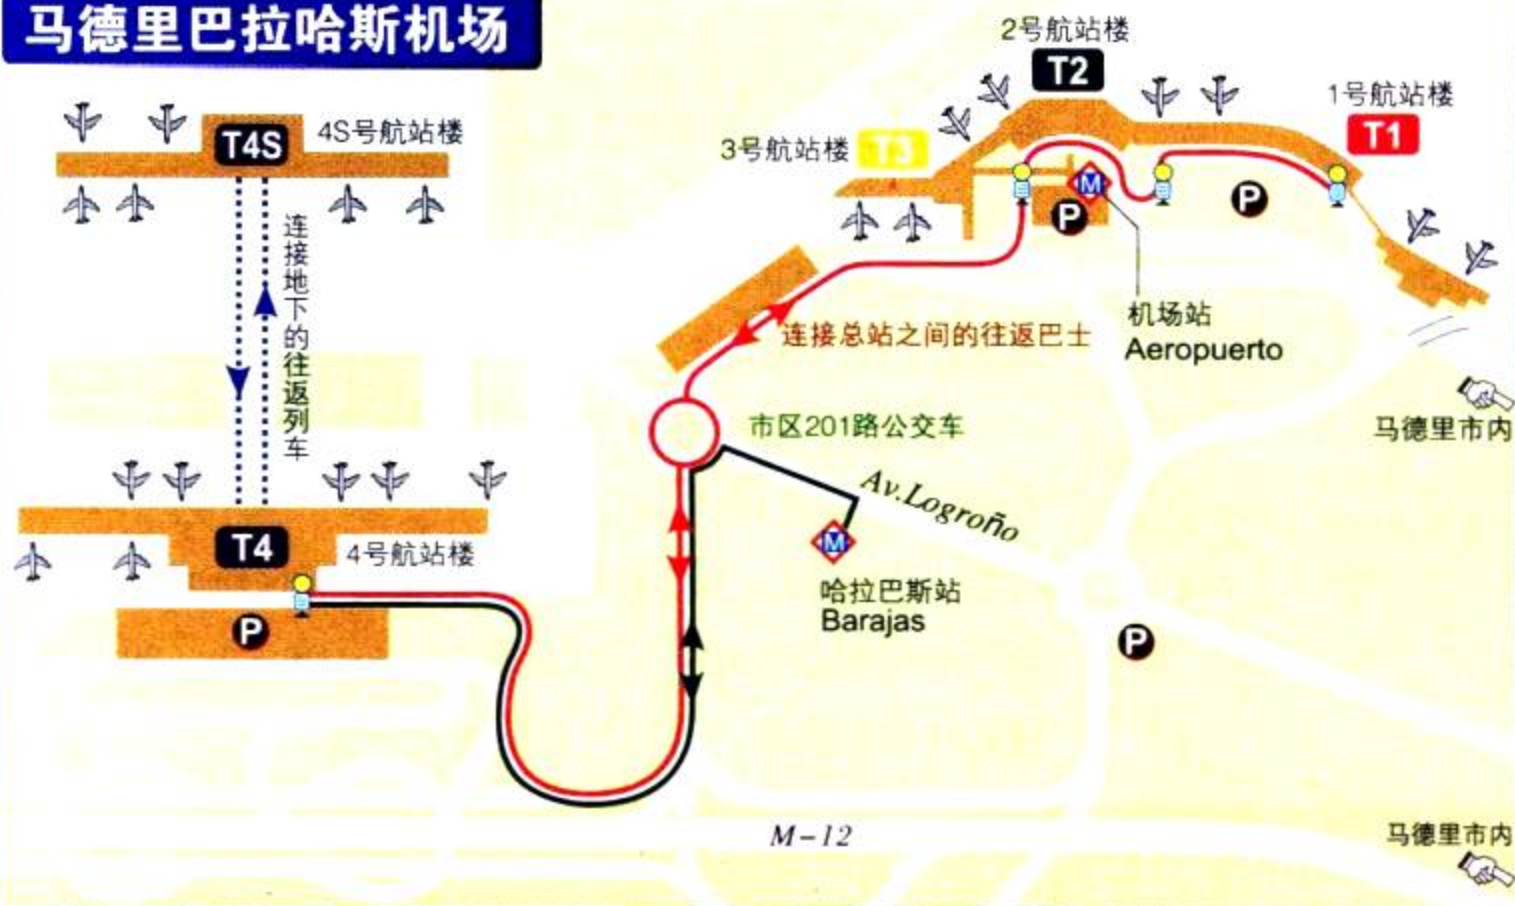 马德里巴拉哈斯机场
2号航站楼
T2
1号航站楼
T1
3号航站楼
T3
T4S
4S号航站楼
连接地下的往返列车
M
P
P
机场站
Aeropuerto
连接总站之间的往返巴士
马德里市内
市区201路公交车
Av.Logroño
M
哈拉巴斯站
Barajas
T4
4号航站楼
P
P
M-12
马德里市内